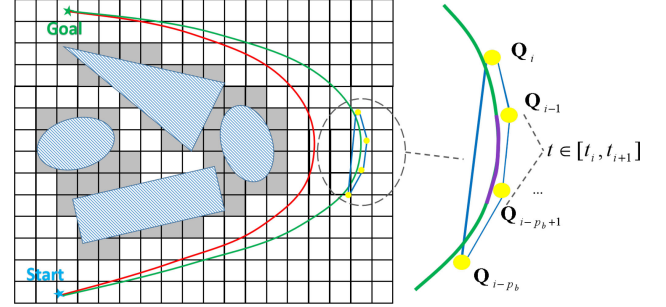 Goal
Start
Q_i
Q_{i-1}
t ∈ [t_i, t_{i+1}]
...
Q_{i-p_b+1}
Q_{i-p_b}